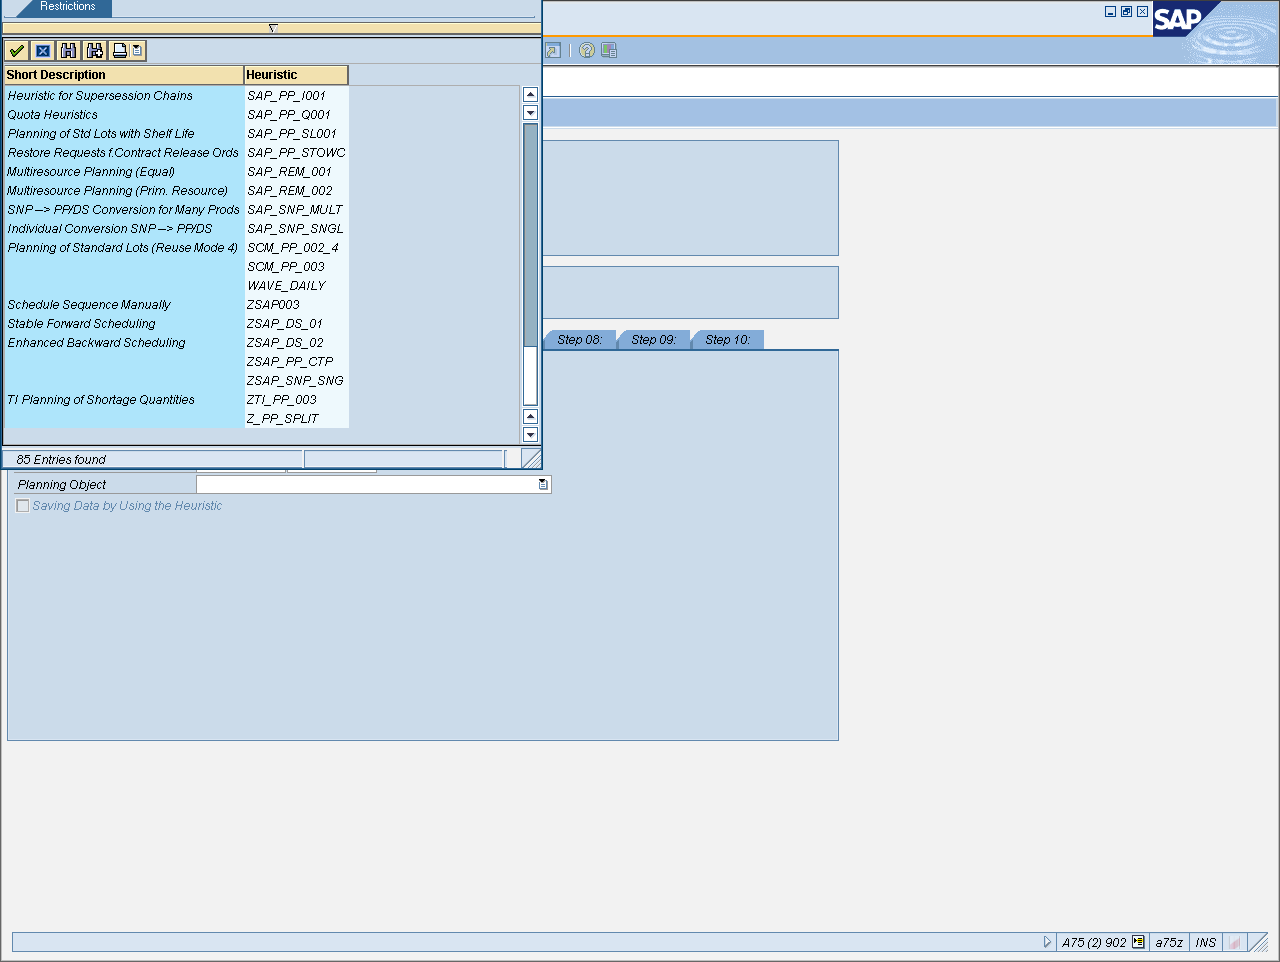 Restrictions
SAP
Short Description Heuristic
Heuristic for Supersession Chains SAP_PP_I001
Quota Heuristics SAP_PP_Q001
Planning of Std Lots with Shelf Life SAP_PP_SL001
Restore Requests f.Contract Release Ords SAP_PP_STOWC
Multiresource Planning (Equal) SAP_REM_001
Multiresource Planning (Prim. Resource) SAP_REM_002
SNP --> PP/DS Conversion for Many Prods SAP_SNP_MULT
Individual Conversion SNP --> PP/DS SAP_SNP_SNGL
Planning of Standard Lots (Reuse Mode 4) SCM_PP_002_4
SCM_PP_003
WAVE_DAILY
Schedule Sequence Manually ZSAP003
Stable Forward Scheduling ZSAP_DS_01
Enhanced Backward Scheduling ZSAP_DS_02
ZSAP_PP_CTP
ZSAP_SNP_SNG
TI Planning of Shortage Quantities ZTI_PP_003
Z_PP_SPLIT
85 Entries found
Step 08: Step 09: Step 10:
Planning Object
Saving Data by Using the Heuristic
A75 (2) 902 a75z INS